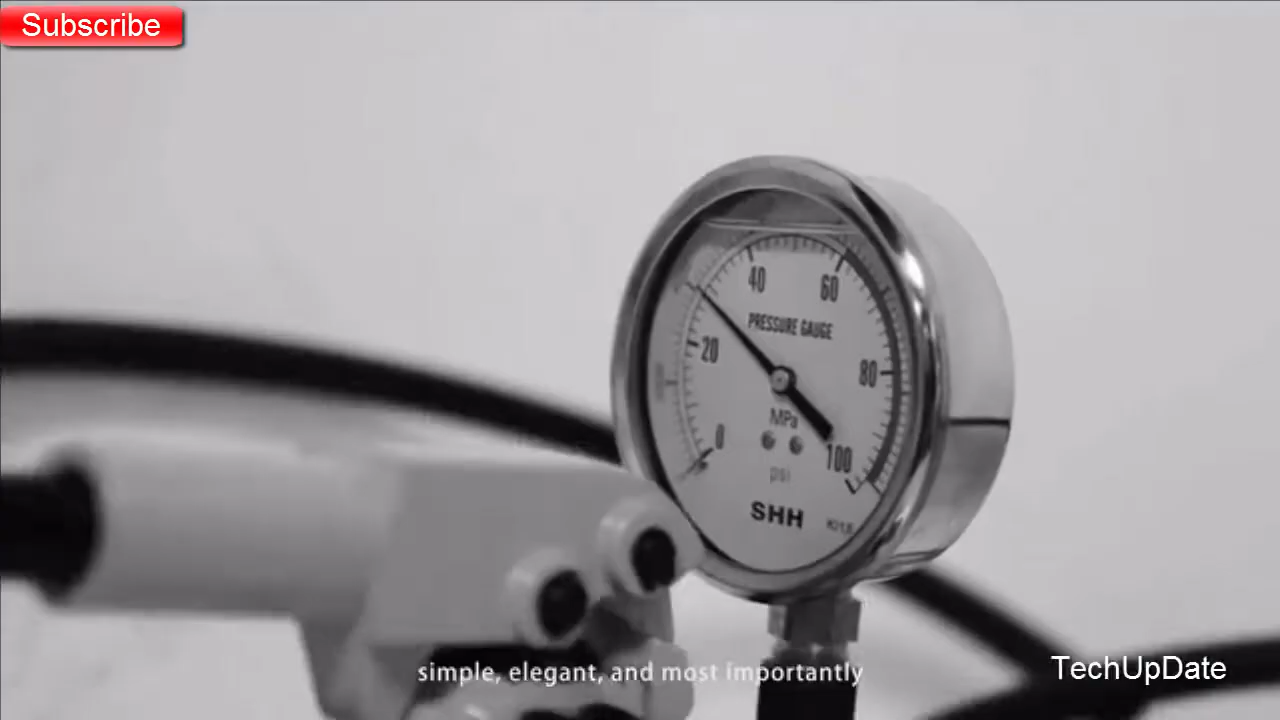 Subscribe
40
60
PRESSURE GAUGE
20
80
MPa
0
100
psi
SHH
simple, elegant, and most importantly
TechUpDate